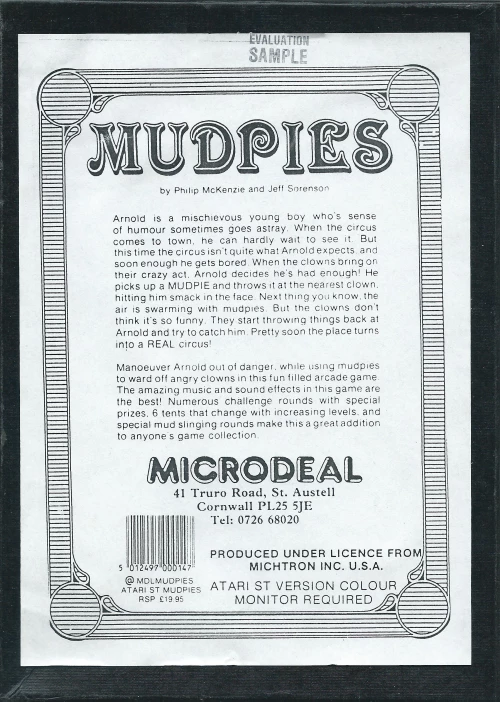 EVALUATION
SAMPLE
MUDPIES
by Philip McKenzie and Jeff Sorenson
Arnold is a mischievous young boy who's sense
of humour sometimes goes astray. When the circus
comes to town, he can hardly wait to see it. But
this time the circus isn't quite what Arnold expects, and
soon enough he gets bored. When the clowns bring on
their crazy act, Arnold decides he's had enough! He
picks up a MUDPIE and throws it at the nearest clown,
hitting him smack in the face. Next thing you know, the
air is swarming with mudpies. But the clowns don't
think it's so funny. They start throwing things back at
Arnold and try to catch him. Pretty soon the place turns
into a REAL circus!
Manoeuver Arnold out of danger, while using mudpies
to ward off angry clowns in this fun filled arcade game.
The amazing music and sound effects in this game are
the best! Numerous challenge rounds with special
prizes, 6 tents that change with increasing levels, and
special mud slinging rounds make this a great addition
to anyone s game collection.
MICRODEAL
41 Truro Road, St. Austell
Cornwall PL25 5JE
Tel: 0726 68020
5 012497 000147
@ MDLMUDPIES
ATARI ST MUDPIES
RSP £19.95
PRODUCED UNDER LICENCE FROM
MICHTRON INC. U.S.A.
ATARI ST VERSION COLOUR
MONITOR REQUIRED